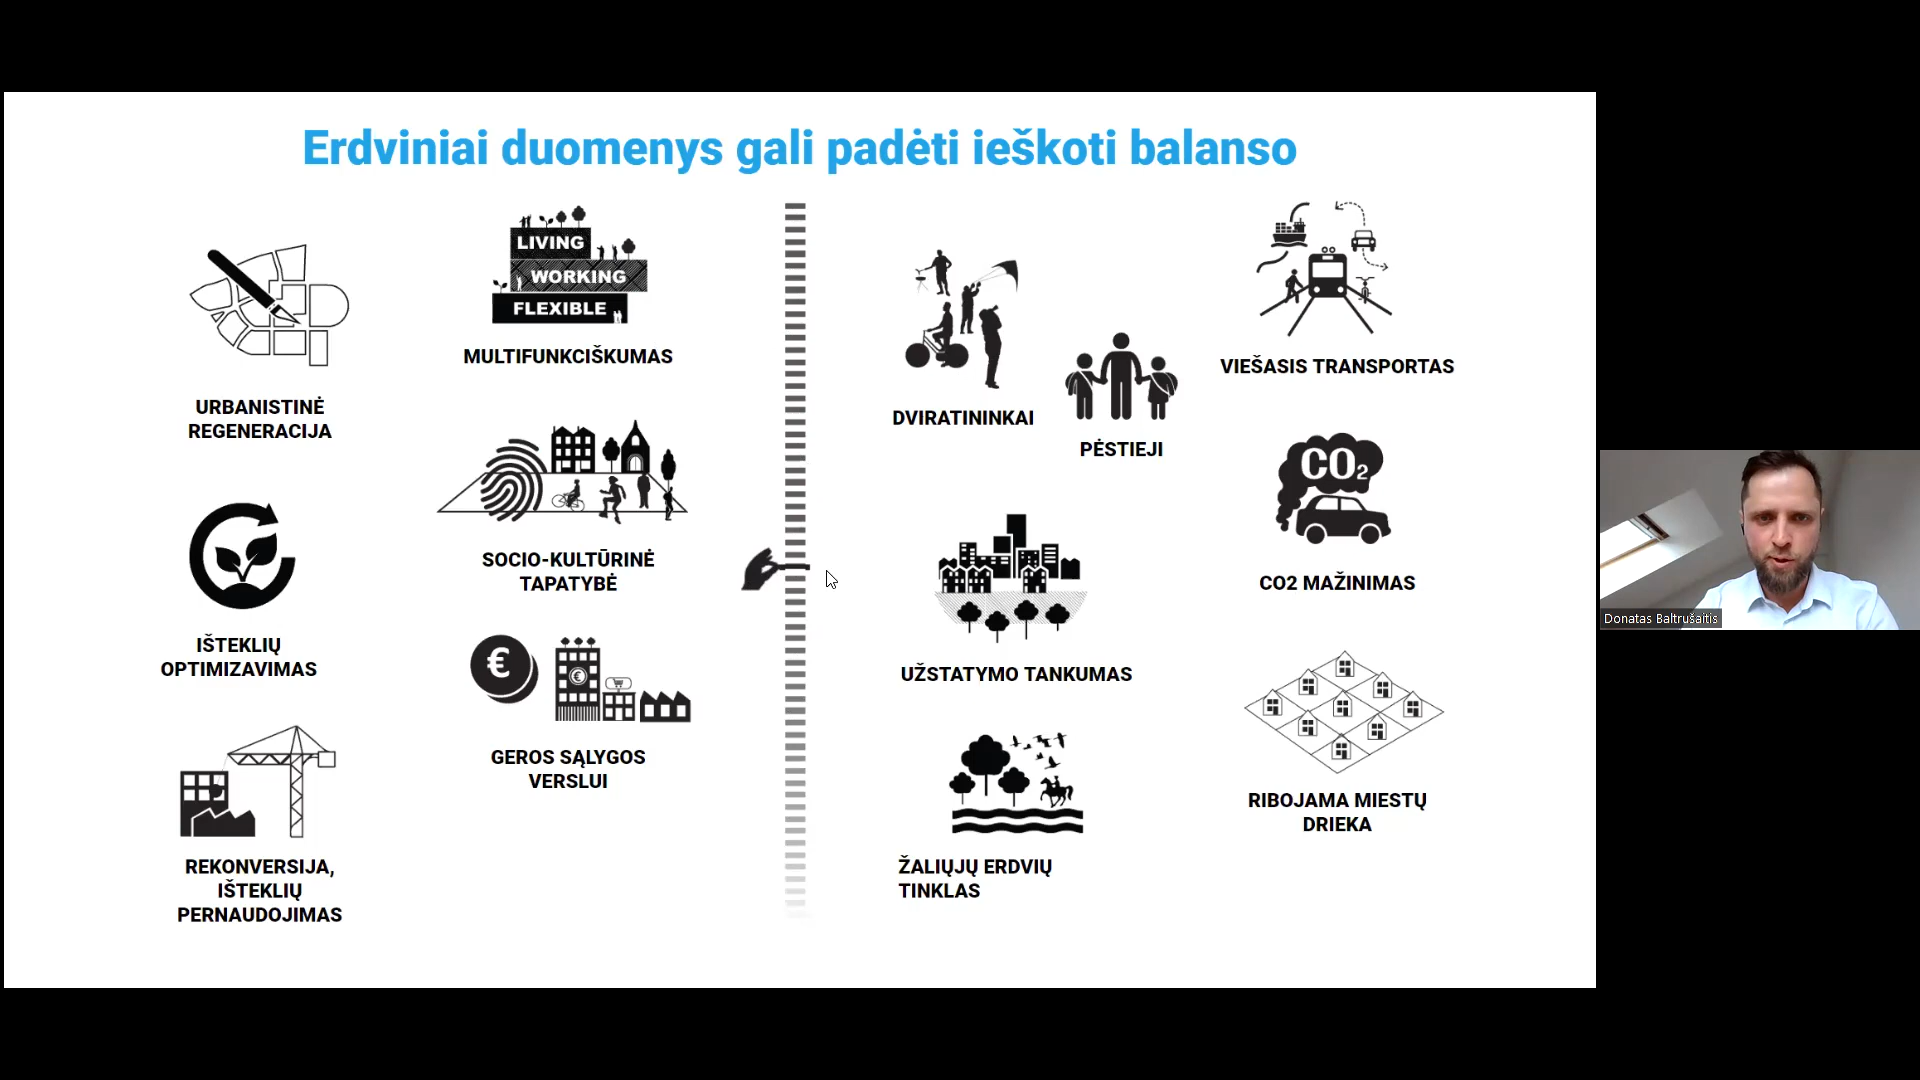 Erdviniai duomenys gali padėti ieškoti balanso
URBANISTINĖ
REGENERACIJA
IŠTEKLIŲ
OPTIMIZAVIMAS
REKONVERSIJA,
IŠTEKLIŲ
PERNAUDOJIMAS
LIVING
WORKING
FLEXIBLE
MULTIFUNKCIŠKUMAS
SOCIO-KULTŪRINĖ
TAPATYBĖ
€
€
GEROS SĄLYGOS
VERSLUI
DVIRATININKAI
PĖSTIEJI
UŽSTATYMO TANKUMAS
ŽALIŲJŲ ERDVIŲ
TINKLAS
VIEŠASIS TRANSPORTAS
CO2
CO2 MAŽINIMAS
RIBOJAMA MIESTŲ
DRIEKA
Donatas Baltrušaitis